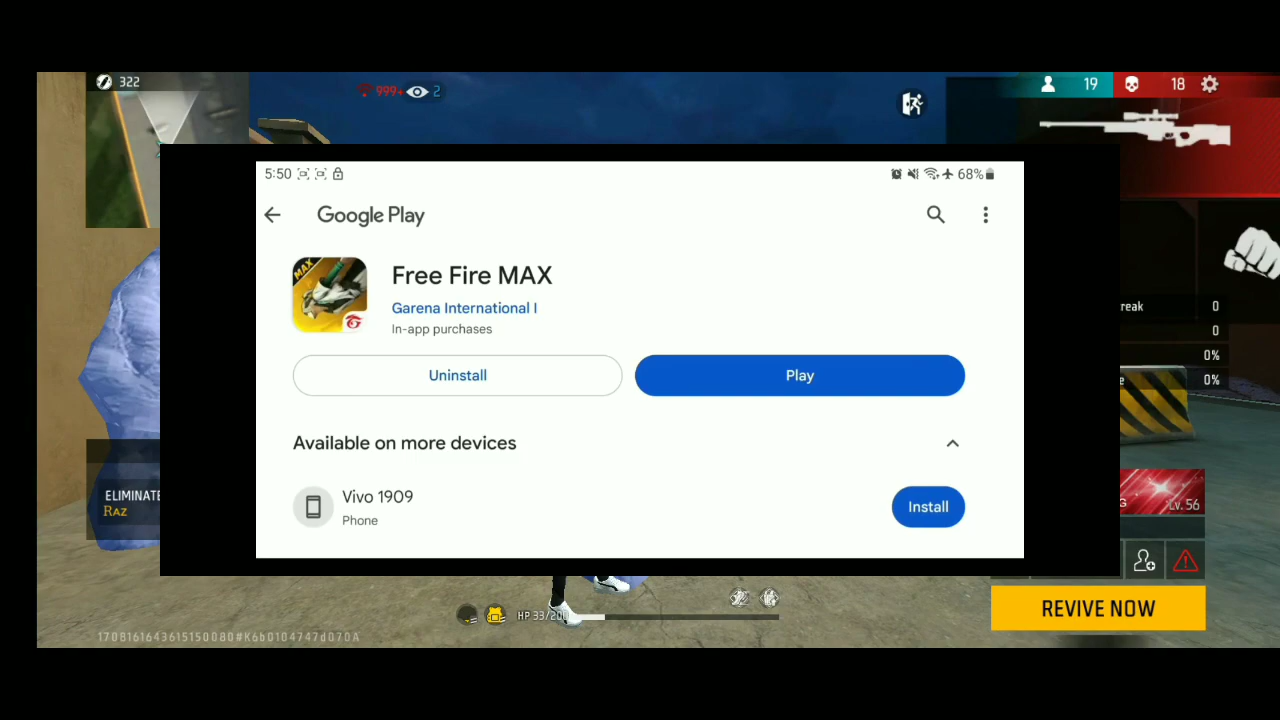 322
999+ 2
19 18
5:50 68%
Google Play
MAX
Free Fire MAX
Garena International I
In-app purchases
Uninstall
Play
Available on more devices
Vivo 1909
Phone
Install
reak 0
0
0%
e 0%
ELIMINATE
RAZ
G Lv. 56
HP 33/200
REVIVE NOW